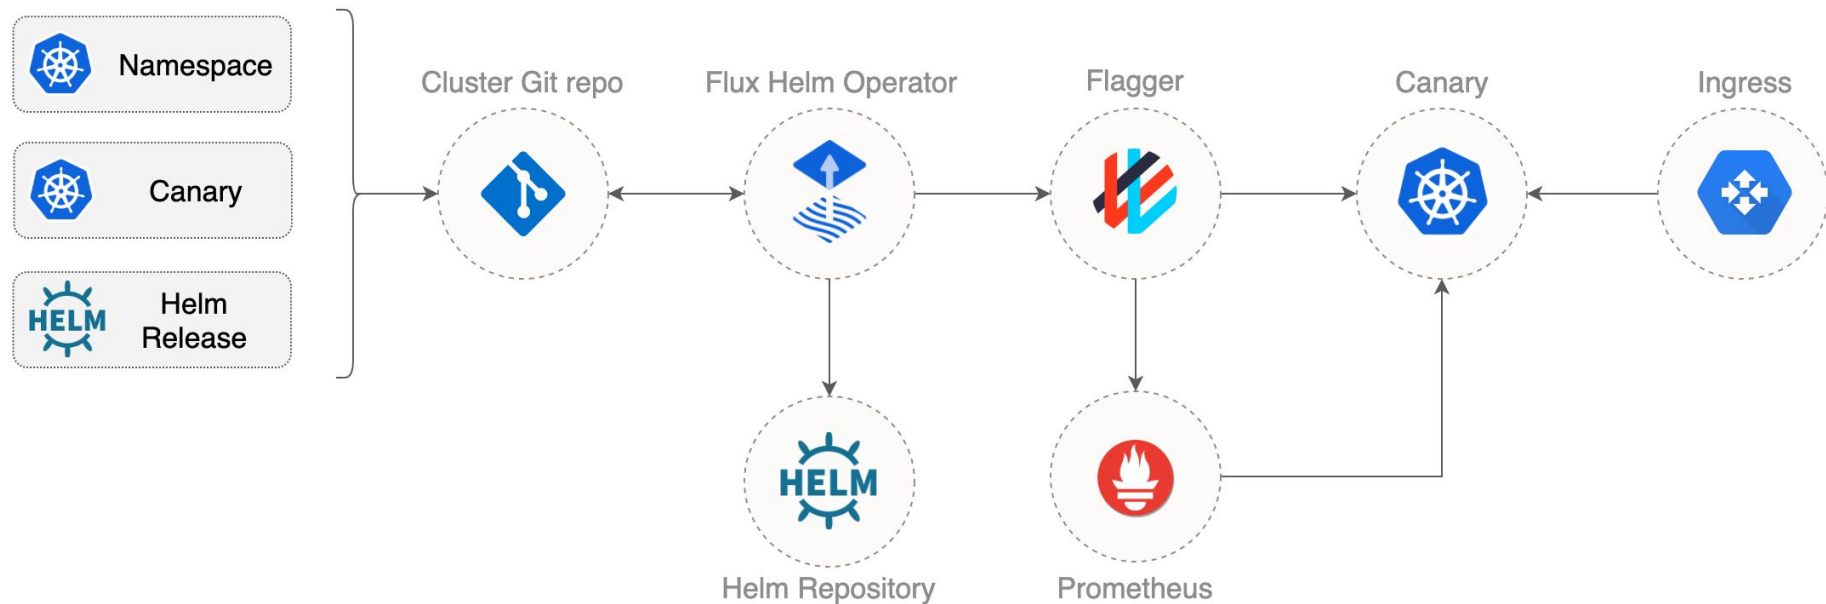 Namespace
Canary
HELM
Helm
Release
Cluster Git repo
Flux Helm Operator
Flagger
Canary
Ingress
HELM
Helm Repository
Prometheus